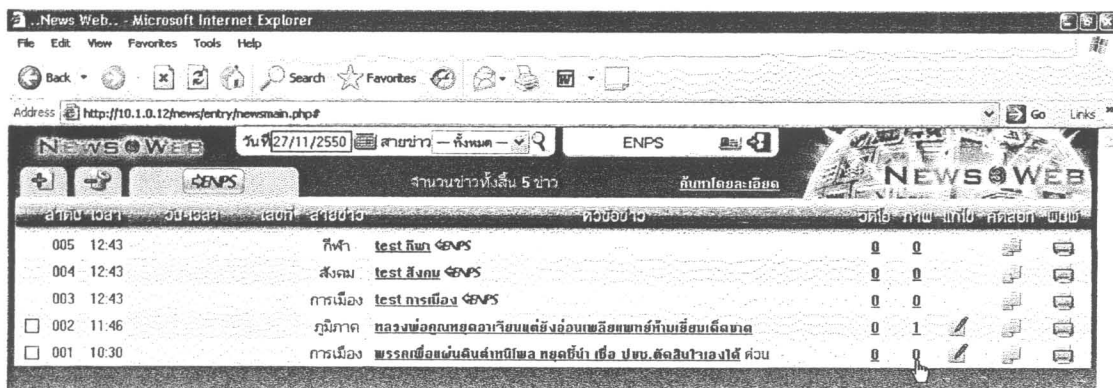 ..News Web.. - Microsoft Internet Explorer
File Edit View Favorites Tools Help
Back Search Favorites
Address http://10.1.0.12/news/entry/newsmain.php# Go Links
NEWS WEB วันที่ 27/11/2550 สายข่าว -- ทั้งหมด -- ENPS
NEWS WEB
ENPS จำนวนข่าวทั้งสิ้น 5 ข่าว ค้นหาโดยละเอียด
ลำดับ เวลา วัน-เวลา เลขที่ สายข่าว หัวข้อข่าว วิดีโอ ภาพ แก้ไข คัดลอก พิมพ์
005 12:43 กีฬา test กีฬา ENPS 0 0
004 12:43 สังคม test สังคม ENPS 0 0
003 12:43 การเมือง test การเมือง ENPS 0 0
002 11:46 ภูมิภาค หลวงพ่อคูณหยุดอาเจียนแต่ยังอ่อนเพลียแพทย์ห้ามเยี่ยมเด็ดขาด 0 1
001 10:30 การเมือง พรรคเพื่อแผ่นดินตำหนิโพล หยุดชี้นำ เชื่อ ปชช.ตัดสินใจเองได้ ด่วน 0 0